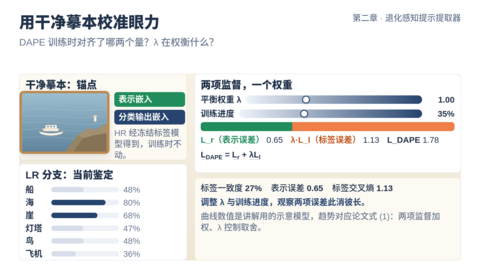 用干净摹本校准眼力
第二章 · 退化感知提示提取器
DAPE 训练时对齐了哪两个量？λ 在权衡什么？
干净摹本：锚点
表示嵌入
分类输出嵌入
HR 经冻结标签模
型得到，训练时不
动。
LR 分支：当前鉴定
船 48%
海 80%
崖 68%
灯塔 47%
鸟 48%
飞机 36%
两项监督，一个权重
平衡权重 λ 1.00
训练进度 35%
L_r（表示误差） 0.65 λ·L_l（标签误差） 1.13 L_DAPE 1.78
L_DAPE = L_r + λL_l
标签一致度 27% 表示误差 0.65 标签交叉熵 1.13
调整 λ 与训练进度，观察两项误差此消彼长。
曲线数值是讲解用的示意模型，趋势对应论文式 (1)：两项监督加
权、λ 控制取舍。